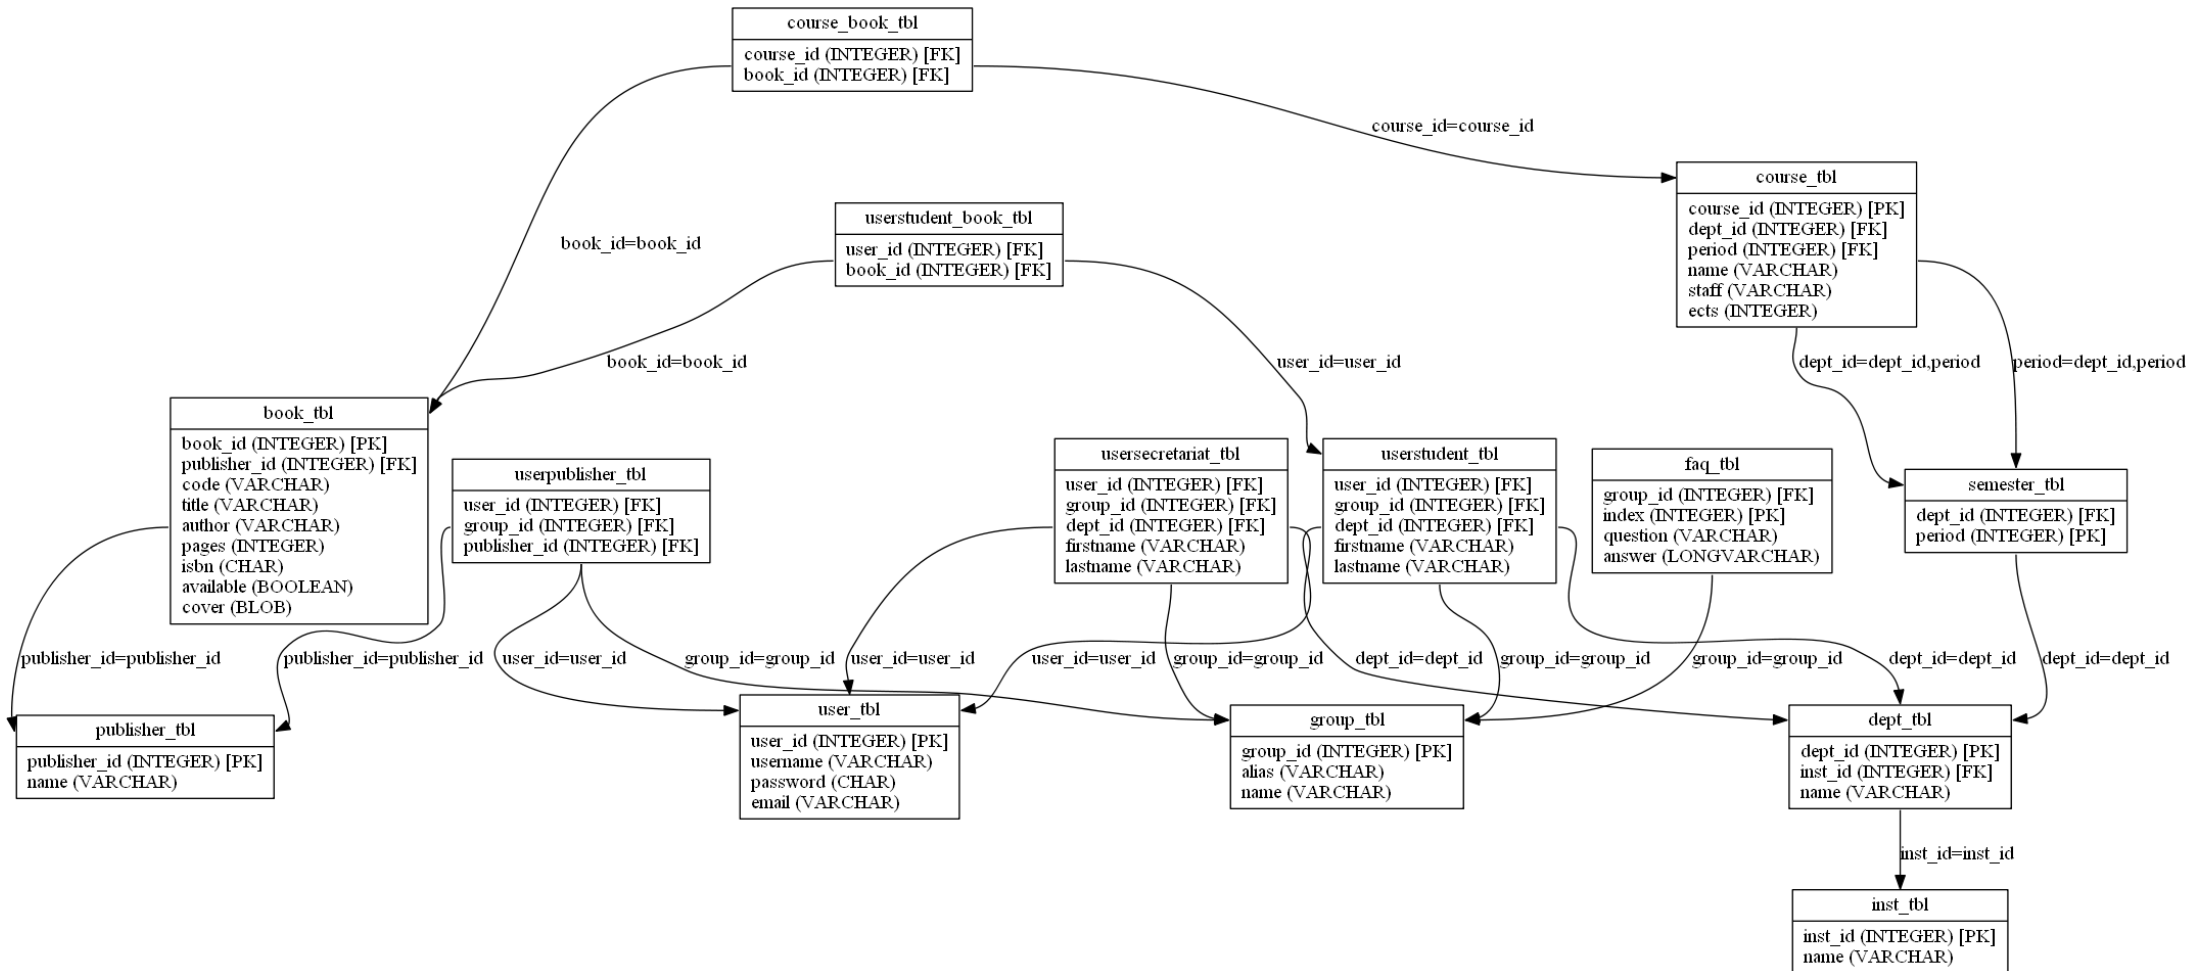 course_book_tbl
course_id (INTEGER) [FK]
book_id (INTEGER) [FK]
course_id=course_id
course_tbl
course_id (INTEGER) [PK]
dept_id (INTEGER) [FK]
period (INTEGER) [FK]
name (VARCHAR)
staff (VARCHAR)
ects (INTEGER)
userstudent_book_tbl
user_id (INTEGER) [FK]
book_id (INTEGER) [FK]
book_id=book_id
book_id=book_id
user_id=user_id
dept_id=dept_id,period
period=dept_id,period
book_tbl
book_id (INTEGER) [PK]
publisher_id (INTEGER) [FK]
code (VARCHAR)
title (VARCHAR)
author (VARCHAR)
pages (INTEGER)
isbn (CHAR)
available (BOOLEAN)
cover (BLOB)
userpublisher_tbl
user_id (INTEGER) [FK]
group_id (INTEGER) [FK]
publisher_id (INTEGER) [FK]
usersecretariat_tbl
user_id (INTEGER) [FK]
group_id (INTEGER) [FK]
dept_id (INTEGER) [FK]
firstname (VARCHAR)
lastname (VARCHAR)
userstudent_tbl
user_id (INTEGER) [FK]
group_id (INTEGER) [FK]
dept_id (INTEGER) [FK]
firstname (VARCHAR)
lastname (VARCHAR)
faq_tbl
group_id (INTEGER) [FK]
index (INTEGER) [PK]
question (VARCHAR)
answer (LONGVARCHAR)
semester_tbl
dept_id (INTEGER) [FK]
period (INTEGER) [PK]
publisher_id=publisher_id
publisher_id=publisher_id
user_id=user_id
group_id=group_id
user_id=user_id
user_id=user_id
group_id=group_id
dept_id=dept_id
group_id=group_id
group_id=group_id
dept_id=dept_id
dept_id=dept_id
publisher_tbl
publisher_id (INTEGER) [PK]
name (VARCHAR)
user_tbl
user_id (INTEGER) [PK]
username (VARCHAR)
password (CHAR)
email (VARCHAR)
group_tbl
group_id (INTEGER) [PK]
alias (VARCHAR)
name (VARCHAR)
dept_tbl
dept_id (INTEGER) [PK]
inst_id (INTEGER) [FK]
name (VARCHAR)
inst_id=inst_id
inst_tbl
inst_id (INTEGER) [PK]
name (VARCHAR)